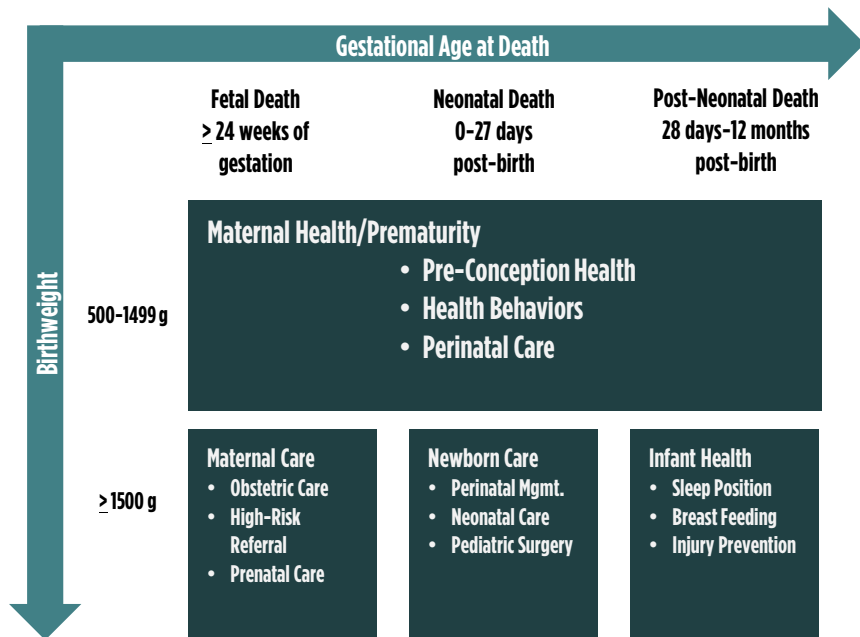 Gestational Age at Death
Birthweight
Fetal Death
≥ 24 weeks of
gestation
Neonatal Death
0-27 days
post-birth
Post-Neonatal Death
28 days-12 months
post-birth
500-1499 g
Maternal Health/Prematurity
• Pre-Conception Health
• Health Behaviors
• Perinatal Care
≥ 1500 g
Maternal Care
• Obstetric Care
• High-Risk
Referral
• Prenatal Care
Newborn Care
• Perinatal Mgmt.
• Neonatal Care
• Pediatric Surgery
Infant Health
• Sleep Position
• Breast Feeding
• Injury Prevention